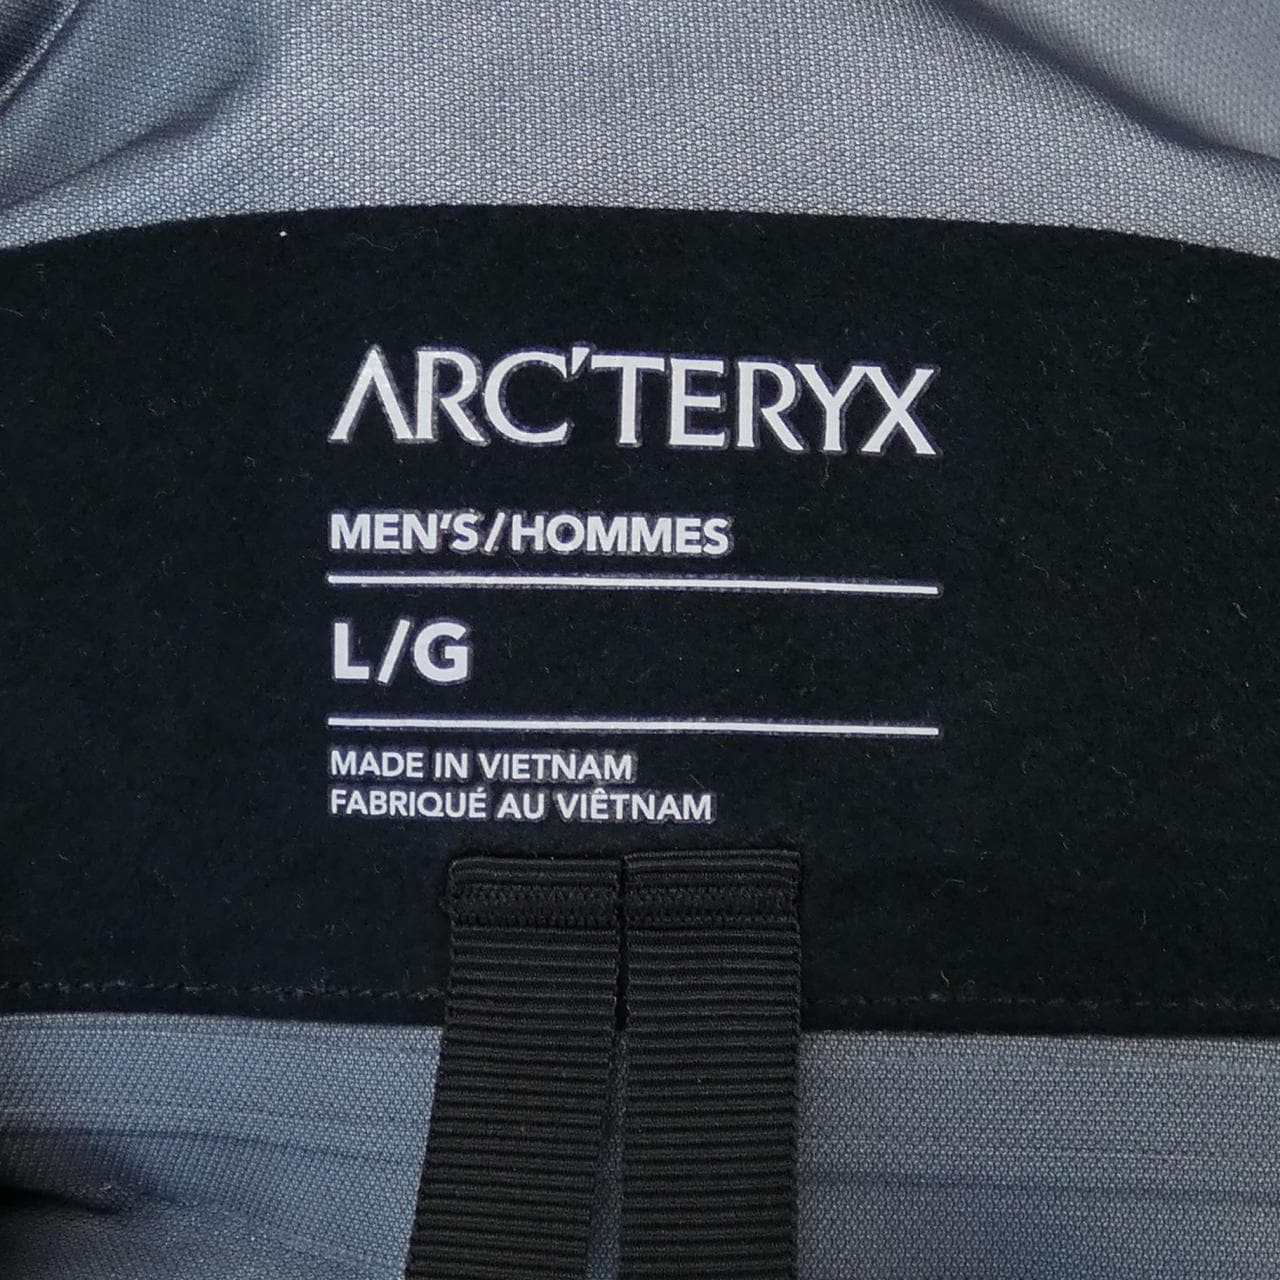 ARC'TERYX
MEN'S/HOMMES
L/G
MADE IN VIETNAM
FABRIQUÉ AU VIÊTNAM